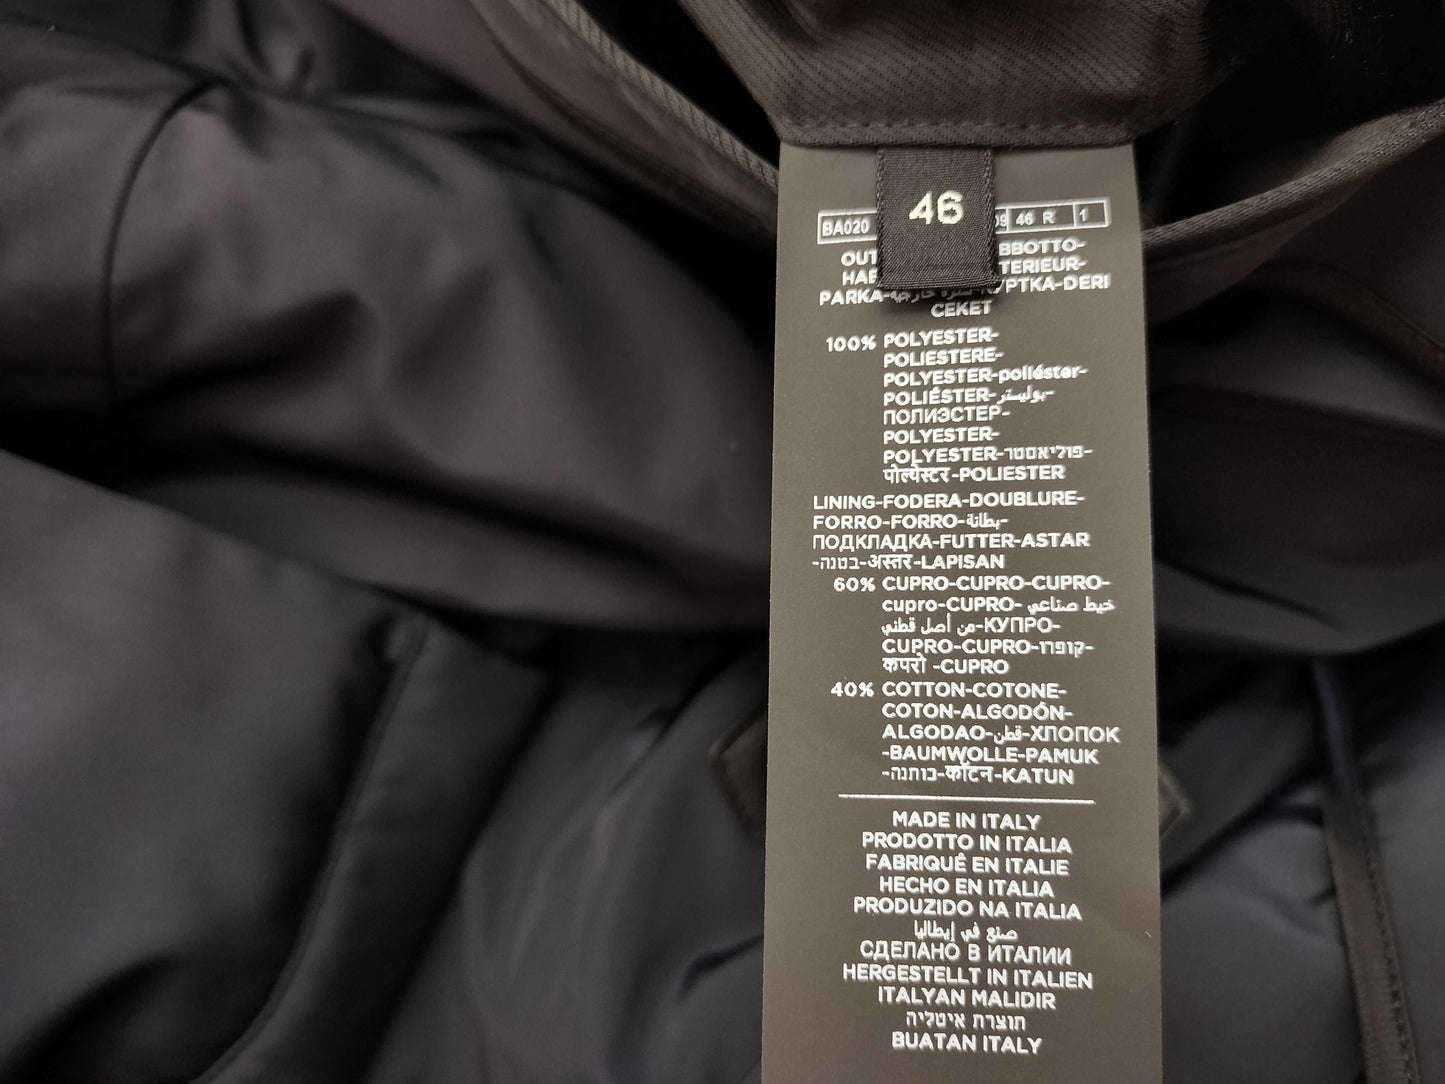 46
BA020 09 46 R 1
OUT BBOTTO-
HAB TERIEUR-
PARKA- КУРТКА-DERI
CEKET
100% POLYESTER-
POLIESTERE-
POLYESTER-poliéster-
POLIÉSTER-بوليستر-
ПОЛИЭСТЕР-
POLYESTER-
POLYESTER-פוליאסטר-
पोल्येस्टर-POLIESTER
LINING-FODERA-DOUBLURE-
FORRO-FORRO-بطانة-
ПОДКЛАДКА-FUTTER-ASTAR
-בטנה-अस्तर-LAPISAN
60% CUPRO-CUPRO-CUPRO-
cupro-CUPRO- خيط صناعي
من أصل قطني-КУПРО-
CUPRO-CUPRO-קופרו-
कपरो -CUPRO
40% COTTON-COTONE-
COTON-ALGODÓN-
ALGODAO-قطن-ХЛОПОК
-BAUMWOLLE-PAMUK
-כותנה-कॉटन-KATUN
MADE IN ITALY
PRODOTTO IN ITALIA
FABRIQUÊ EN ITALIE
HECHO EN ITALIA
PRODUZIDO NA ITALIA
صنع في إيطاليا
СДЕЛАНО В ИТАЛИИ
HERGESTELLT IN ITALIEN
ITALYAN MALIDIR
תוצרת איטליה
BUATAN ITALY